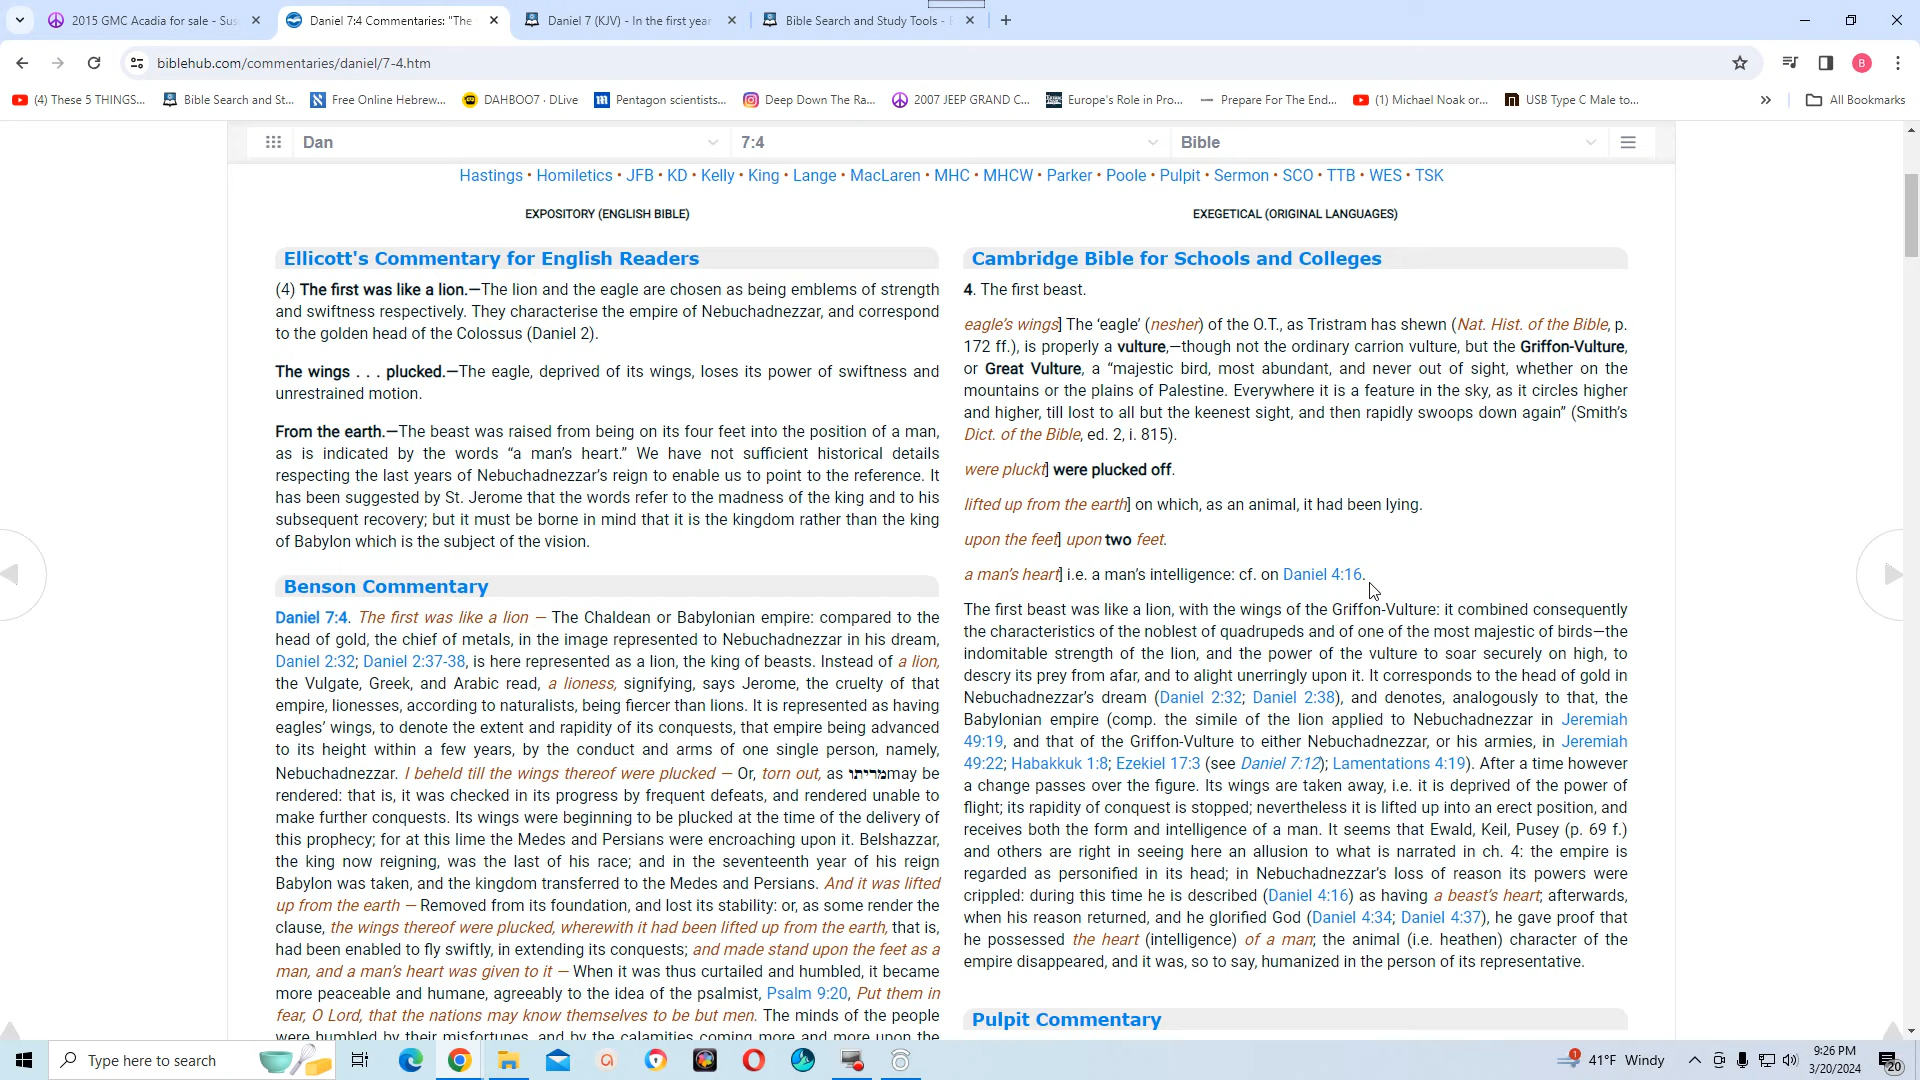 2015 GMC Acadia for sale - Sus
Daniel 7:4 Commentaries: "The
Daniel 7 (KJV) - In the first year
Bible Search and Study Tools -
biblehub.com/commentaries/daniel/7-4.htm
B
(4) These 5 THINGS...
Bible Search and St...
Free Online Hebrew...
DAHBOO7 · DLive
Pentagon scientists...
Deep Down The Ra...
2007 JEEP GRAND C...
Europe's Role in Pro...
Prepare For The End...
(1) Michael Noak or...
USB Type C Male to...
»
All Bookmarks
Dan
7:4
Bible
Hastings • Homiletics • JFB • KD • Kelly • King • Lange • MacLaren • MHC • MHCW • Parker • Poole • Pulpit • Sermon • SCO • TTB • WES • TSK
EXPOSITORY (ENGLISH BIBLE)
Ellicott's Commentary for English Readers
(4) The first was like a lion.—The lion and the eagle are chosen as being emblems of strength
and swiftness respectively. They characterise the empire of Nebuchadnezzar, and correspond
to the golden head of the Colossus (Daniel 2).
The wings . . . plucked.—The eagle, deprived of its wings, loses its power of swiftness and
unrestrained motion.
From the earth.—The beast was raised from being on its four feet into the position of a man,
as is indicated by the words “a man’s heart.” We have not sufficient historical details
respecting the last years of Nebuchadnezzar’s reign to enable us to point to the reference. It
has been suggested by St. Jerome that the words refer to the madness of the king and to his
subsequent recovery; but it must be borne in mind that it is the kingdom rather than the king
of Babylon which is the subject of the vision.
Benson Commentary
Daniel 7:4. The first was like a lion — The Chaldean or Babylonian empire: compared to the
head of gold, the chief of metals, in the image represented to Nebuchadnezzar in his dream,
Daniel 2:32; Daniel 2:37-38, is here represented as a lion, the king of beasts. Instead of a lion,
the Vulgate, Greek, and Arabic read, a lioness, signifying, says Jerome, the cruelty of that
empire, lionesses, according to naturalists, being fiercer than lions. It is represented as having
eagles’ wings, to denote the extent and rapidity of its conquests, that empire being advanced
to its height within a few years, by the conduct and arms of one single person, namely,
Nebuchadnezzar. I beheld till the wings thereof were plucked — Or, torn out, as מריתוmay be
rendered: that is, it was checked in its progress by frequent defeats, and rendered unable to
make further conquests. Its wings were beginning to be plucked at the time of the delivery of
this prophecy; for at this lime the Medes and Persians were encroaching upon it. Belshazzar,
the king now reigning, was the last of his race; and in the seventeenth year of his reign
Babylon was taken, and the kingdom transferred to the Medes and Persians. And it was lifted
up from the earth — Removed from its foundation, and lost its stability: or, as some render the
clause, the wings thereof were plucked, wherewith it had been lifted up from the earth, that is,
had been enabled to fly swiftly, in extending its conquests; and made stand upon the feet as a
man, and a man’s heart was given to it — When it was thus curtailed and humbled, it became
more peaceable and humane, agreeably to the idea of the psalmist, Psalm 9:20, Put them in
fear, O Lord, that the nations may know themselves to be but men. The minds of the people
were humbled by their misfortunes, and by the calamities coming more and more upon the
EXEGETICAL (ORIGINAL LANGUAGES)
Cambridge Bible for Schools and Colleges
4. The first beast.
eagle’s wings] The ‘eagle’ (nesher) of the O.T., as Tristram has shewn (Nat. Hist. of the Bible, p.
172 ff.), is properly a vulture,—though not the ordinary carrion vulture, but the Griffon-Vulture,
or Great Vulture, a “majestic bird, most abundant, and never out of sight, whether on the
mountains or the plains of Palestine. Everywhere it is a feature in the sky, as it circles higher
and higher, till lost to all but the keenest sight, and then rapidly swoops down again” (Smith’s
Dict. of the Bible, ed. 2, i. 815).
were pluckt] were plucked off.
lifted up from the earth] on which, as an animal, it had been lying.
upon the feet] upon two feet.
a man’s heart] i.e. a man’s intelligence: cf. on Daniel 4:16.
The first beast was like a lion, with the wings of the Griffon-Vulture: it combined consequently
the characteristics of the noblest of quadrupeds and of one of the most majestic of birds—the
indomitable strength of the lion, and the power of the vulture to soar securely on high, to
descry its prey from afar, and to alight unerringly upon it. It corresponds to the head of gold in
Nebuchadnezzar’s dream (Daniel 2:32; Daniel 2:38), and denotes, analogously to that, the
Babylonian empire (comp. the simile of the lion applied to Nebuchadnezzar in Jeremiah
49:19, and that of the Griffon-Vulture to either Nebuchadnezzar, or his armies, in Jeremiah
49:22; Habakkuk 1:8; Ezekiel 17:3 (see Daniel 7:12); Lamentations 4:19). After a time however
a change passes over the figure. Its wings are taken away, i.e. it is deprived of the power of
flight; its rapidity of conquest is stopped; nevertheless it is lifted up into an erect position, and
receives both the form and intelligence of a man. It seems that Ewald, Keil, Pusey (p. 69 f.)
and others are right in seeing here an allusion to what is narrated in ch. 4: the empire is
regarded as personified in its head; in Nebuchadnezzar’s loss of reason its powers were
crippled: during this time he is described (Daniel 4:16) as having a beast’s heart; afterwards,
when his reason returned, and he glorified God (Daniel 4:34; Daniel 4:37), he gave proof that
he possessed the heart (intelligence) of a man; the animal (i.e. heathen) character of the
empire disappeared, and it was, so to say, humanized in the person of its representative.
Pulpit Commentary
Type here to search
1
41°F Windy
9:26 PM
3/20/2024
20